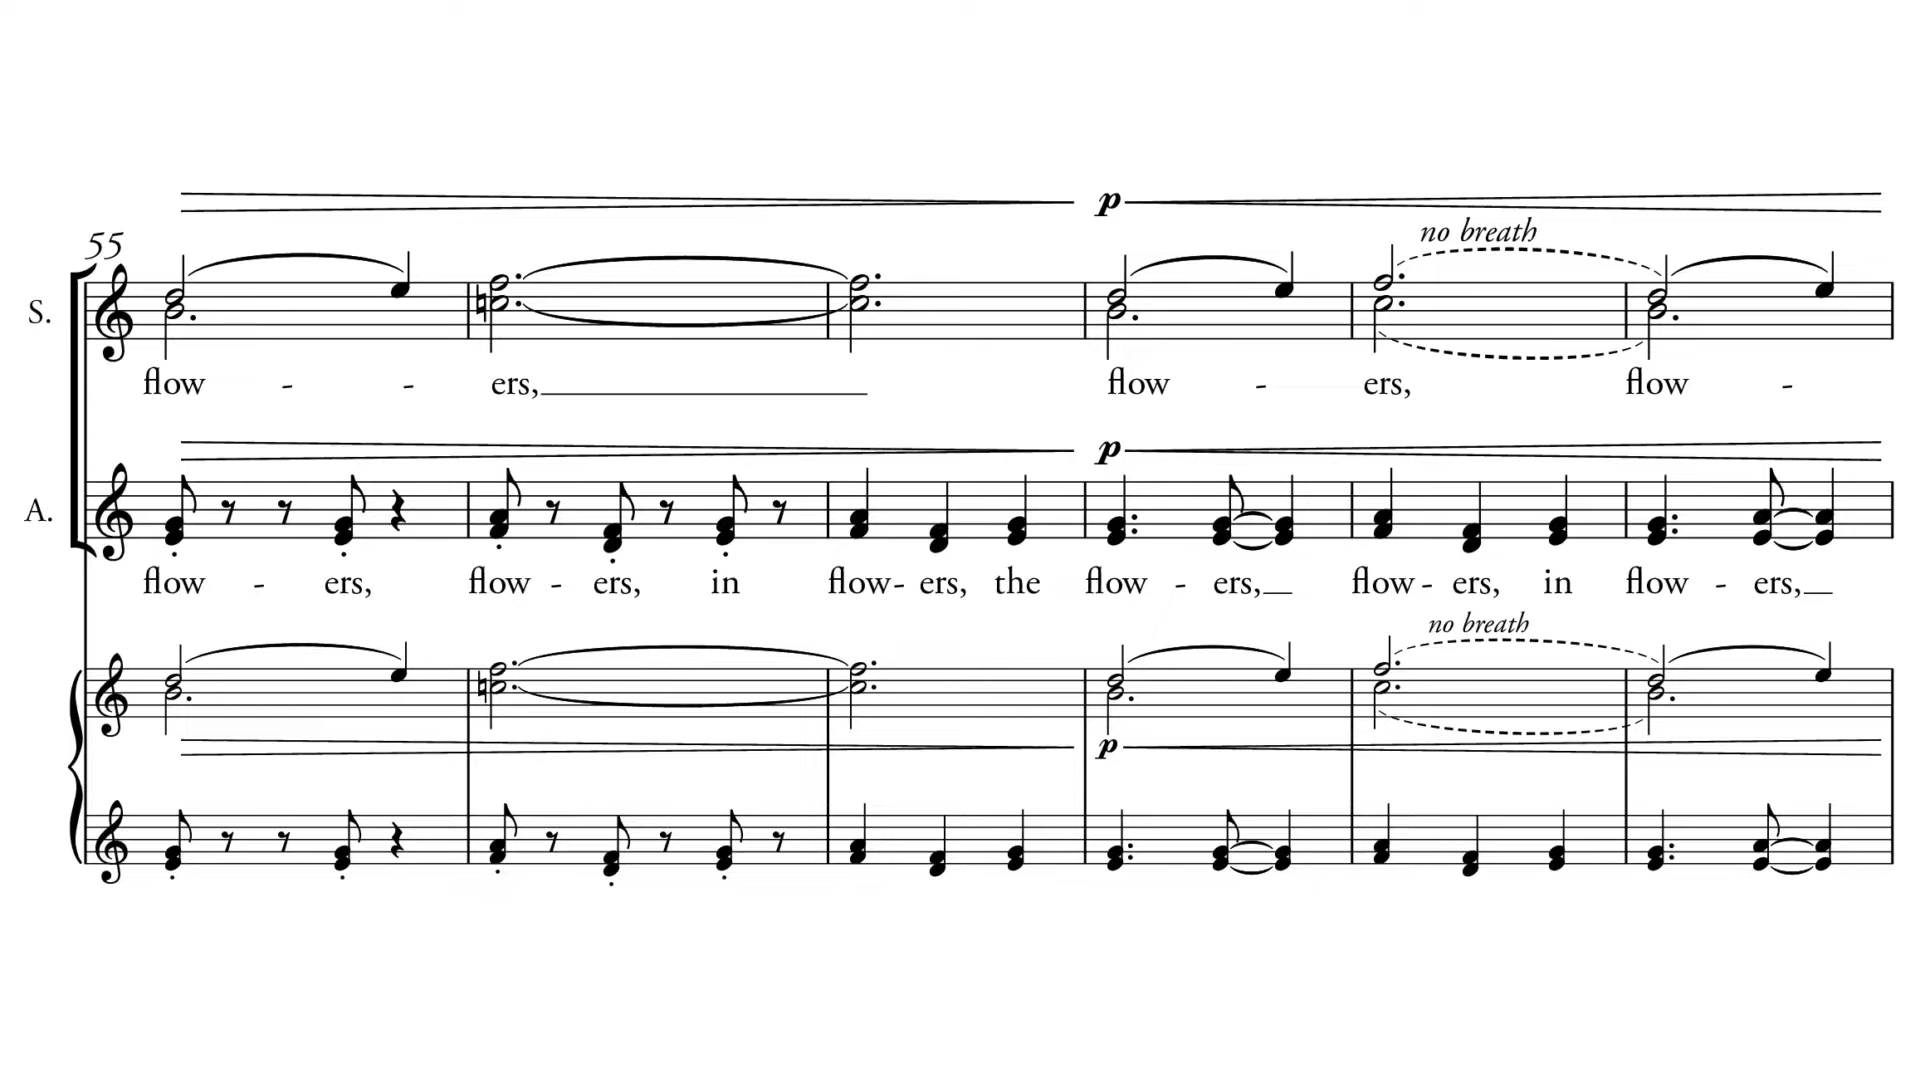 p
no breath
55
S.
flow - - ers, flow - ers, flow -
p
A.
flow - ers, flow - ers, in flow - ers, the flow - ers, flow - ers, in flow - ers,
no breath
p